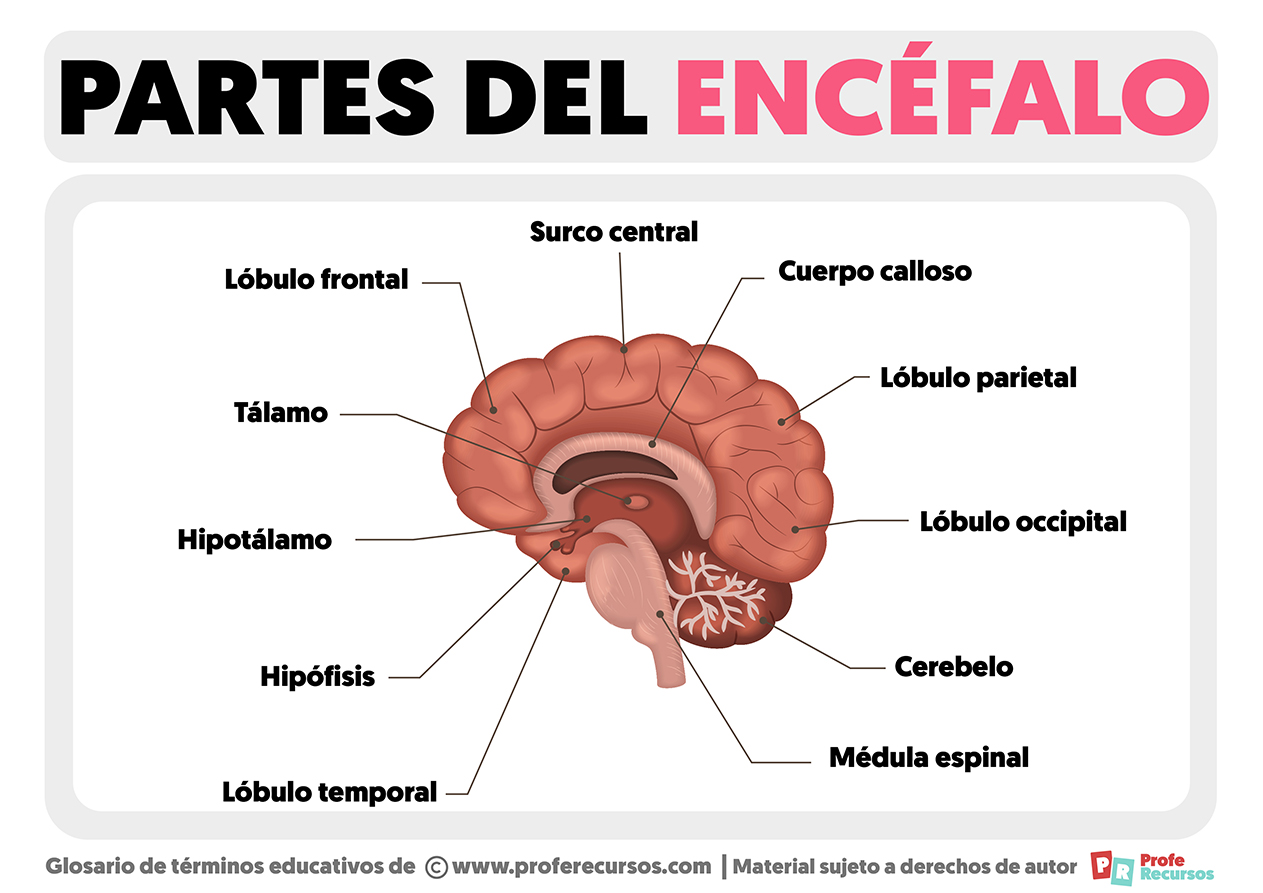 PARTES DEL ENCÉFALO
Surco central
Cuerpo calloso
Lóbulo frontal
Lóbulo parietal
Tálamo
Lóbulo occipital
Hipotálamo
Cerebelo
Hipófisis
Médula espinal
Lóbulo temporal
Glosario de términos educativos de © www.proferecursos.com | Material sujeto a derechos de autor
PR
Profe
Recursos